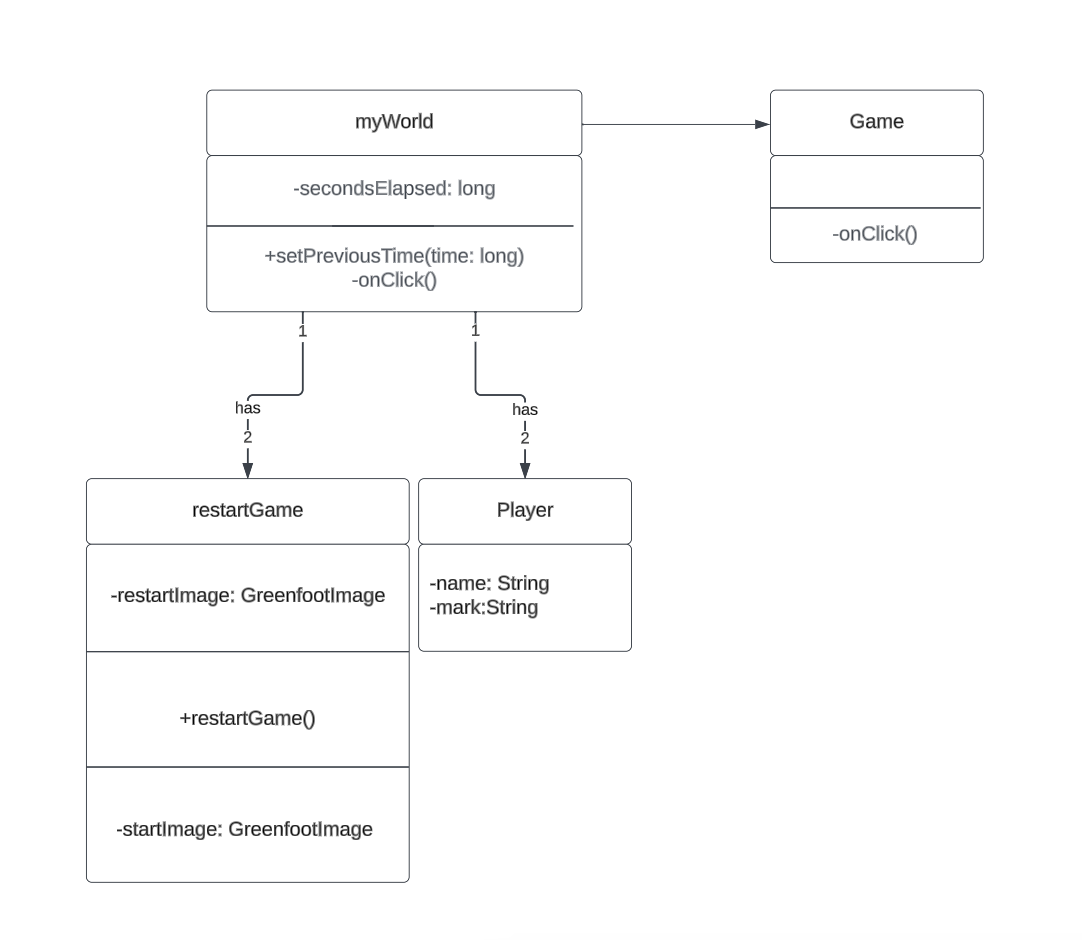 myWorld
-secondsElapsed: long
+setPreviousTime(time: long)
-onClick()
Game
-onClick()
1
1
has
has
2
2
restartGame
-restartImage: GreenfootImage
+restartGame()
-startImage: GreenfootImage
Player
-name: String
-mark:String